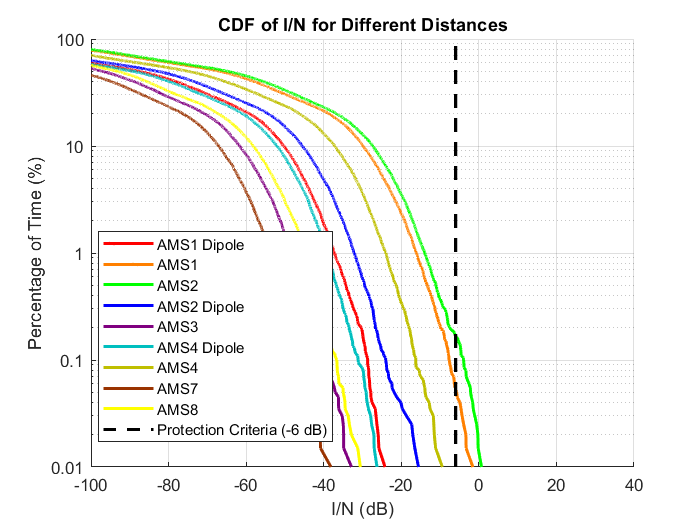 CDF of I/N for Different Distances
100
10
1
0.1
0.01
Percentage of Time (%)
AMS1 Dipole
AMS1
AMS2
AMS2 Dipole
AMS3
AMS4 Dipole
AMS4
AMS7
AMS8
Protection Criteria (-6 dB)
-100 -80 -60 -40 -20 0 20 40
I/N (dB)